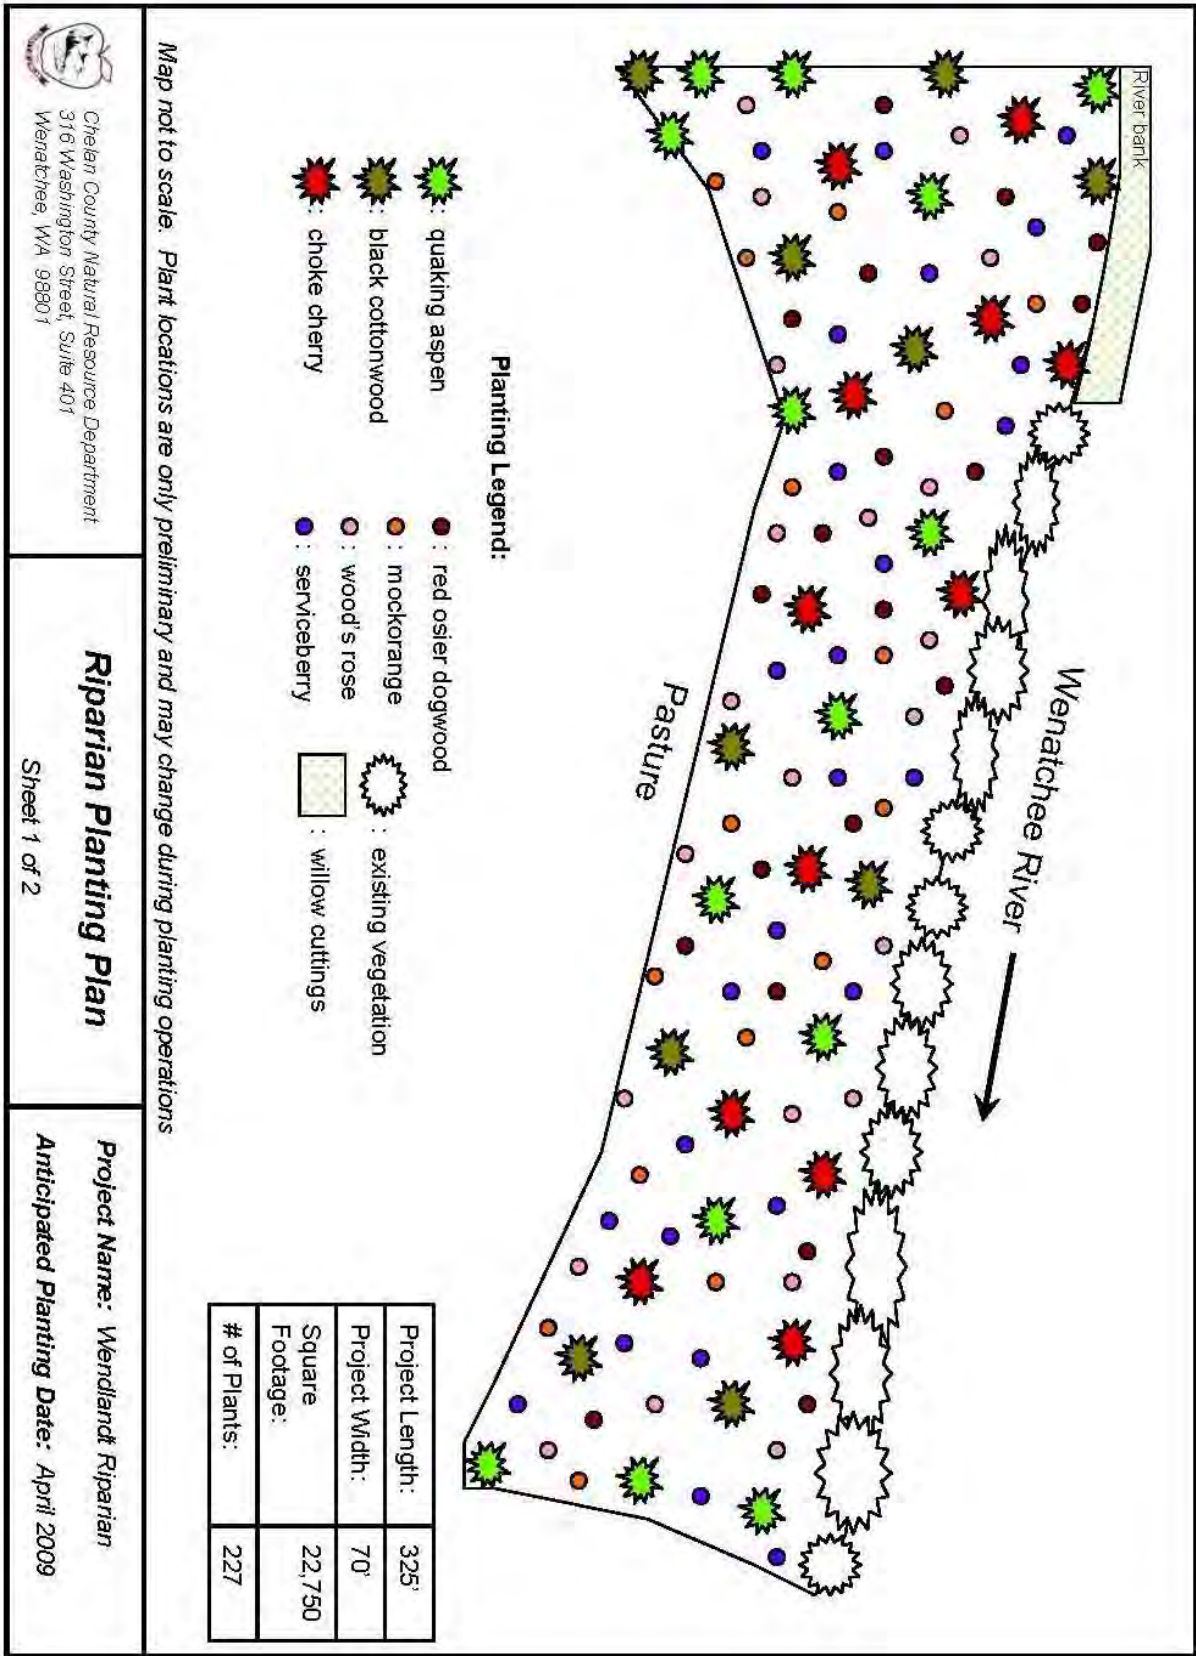 River bank
Wenatchee River
Pasture
Planting Legend:
: quaking aspen
: black cottonwood
: choke cherry
: red osier dogwood
: mockorange
: wood's rose
: serviceberry
: existing vegetation
: willow cuttings
Project Length: 325'
Project Width: 70'
Square
Footage: 22,750
# of Plants: 227
Map not to scale. Plant locations are only preliminary and may change during planting operations
Chelan County Natural Resource Department
316 Washington Street, Suite 401
Wenatchee, WA 98801
Riparian Planting Plan
Sheet 1 of 2
Project Name: Wendlandt Riparian
Anticipated Planting Date: April 2009